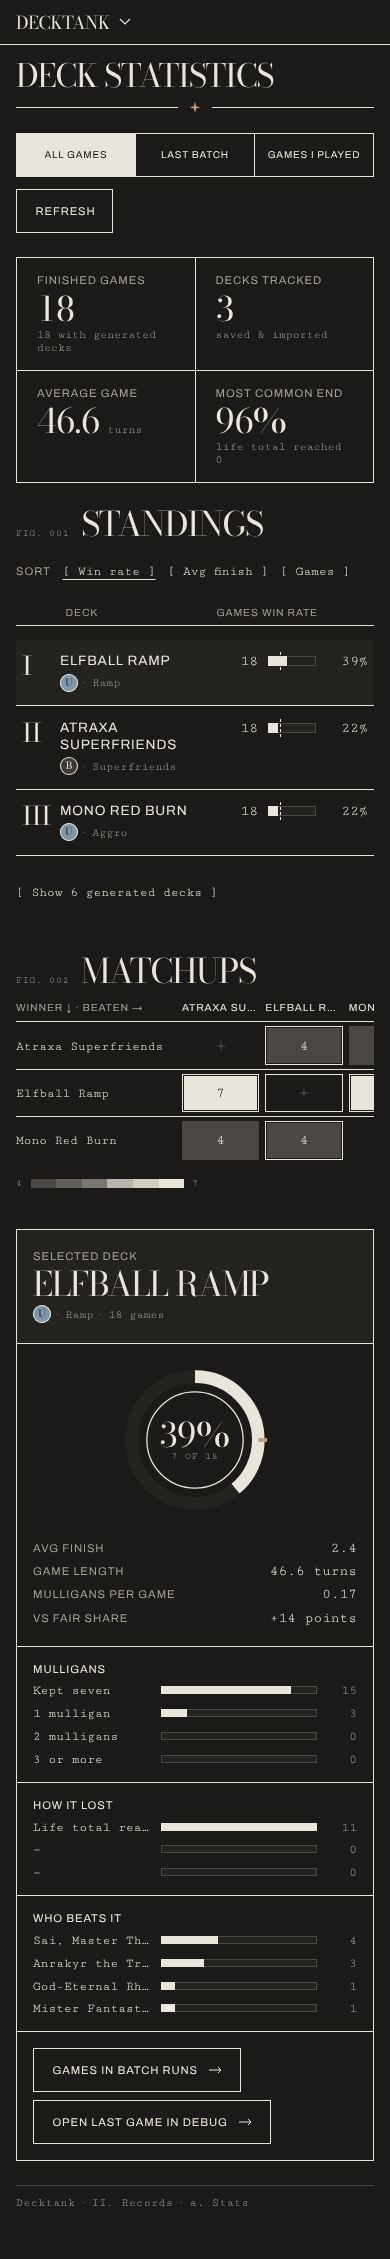 DECKTANK
DECK STATISTICS
ALL GAMES LAST BATCH GAMES I PLAYED
REFRESH
FINISHED GAMES
18
18 with generated
decks
DECKS TRACKED
3
saved & imported
AVERAGE GAME
46.6 turns
MOST COMMON END
96%
life total reached
0
FIG. 001 STANDINGS
SORT [ Win rate ] [ Avg finish ] [ Games ]
DECK GAMES WIN RATE
I ELFBALL RAMP 18 39%
U · Ramp
II ATRAXA
SUPERFRIENDS 18 22%
B · Superfriends
III MONO RED BURN 18 22%
U · Aggro
[ Show 6 generated decks ]
FIG. 002 MATCHUPS
WINNER ↓ · BEATEN → ATRAXA SU… ELFBALL R… MON
Atraxa Superfriends + 4
Elfball Ramp 7 +
Mono Red Burn 4 4
4 7
SELECTED DECK
ELFBALL RAMP
U · Ramp · 18 games
39%
7 OF 18
AVG FINISH 2.4
GAME LENGTH 46.6 turns
MULLIGANS PER GAME 0.17
VS FAIR SHARE +14 points
MULLIGANS
Kept seven 15
1 mulligan 3
2 mulligans 0
3 or more 0
HOW IT LOST
Life total rea… 11
– 0
– 0
WHO BEATS IT
Sai, Master Th… 4
Anrakyr the Tr… 3
God-Eternal Rh… 1
Mister Fantast… 1
GAMES IN BATCH RUNS →
OPEN LAST GAME IN DEBUG →
Decktank · II. Records · a. Stats